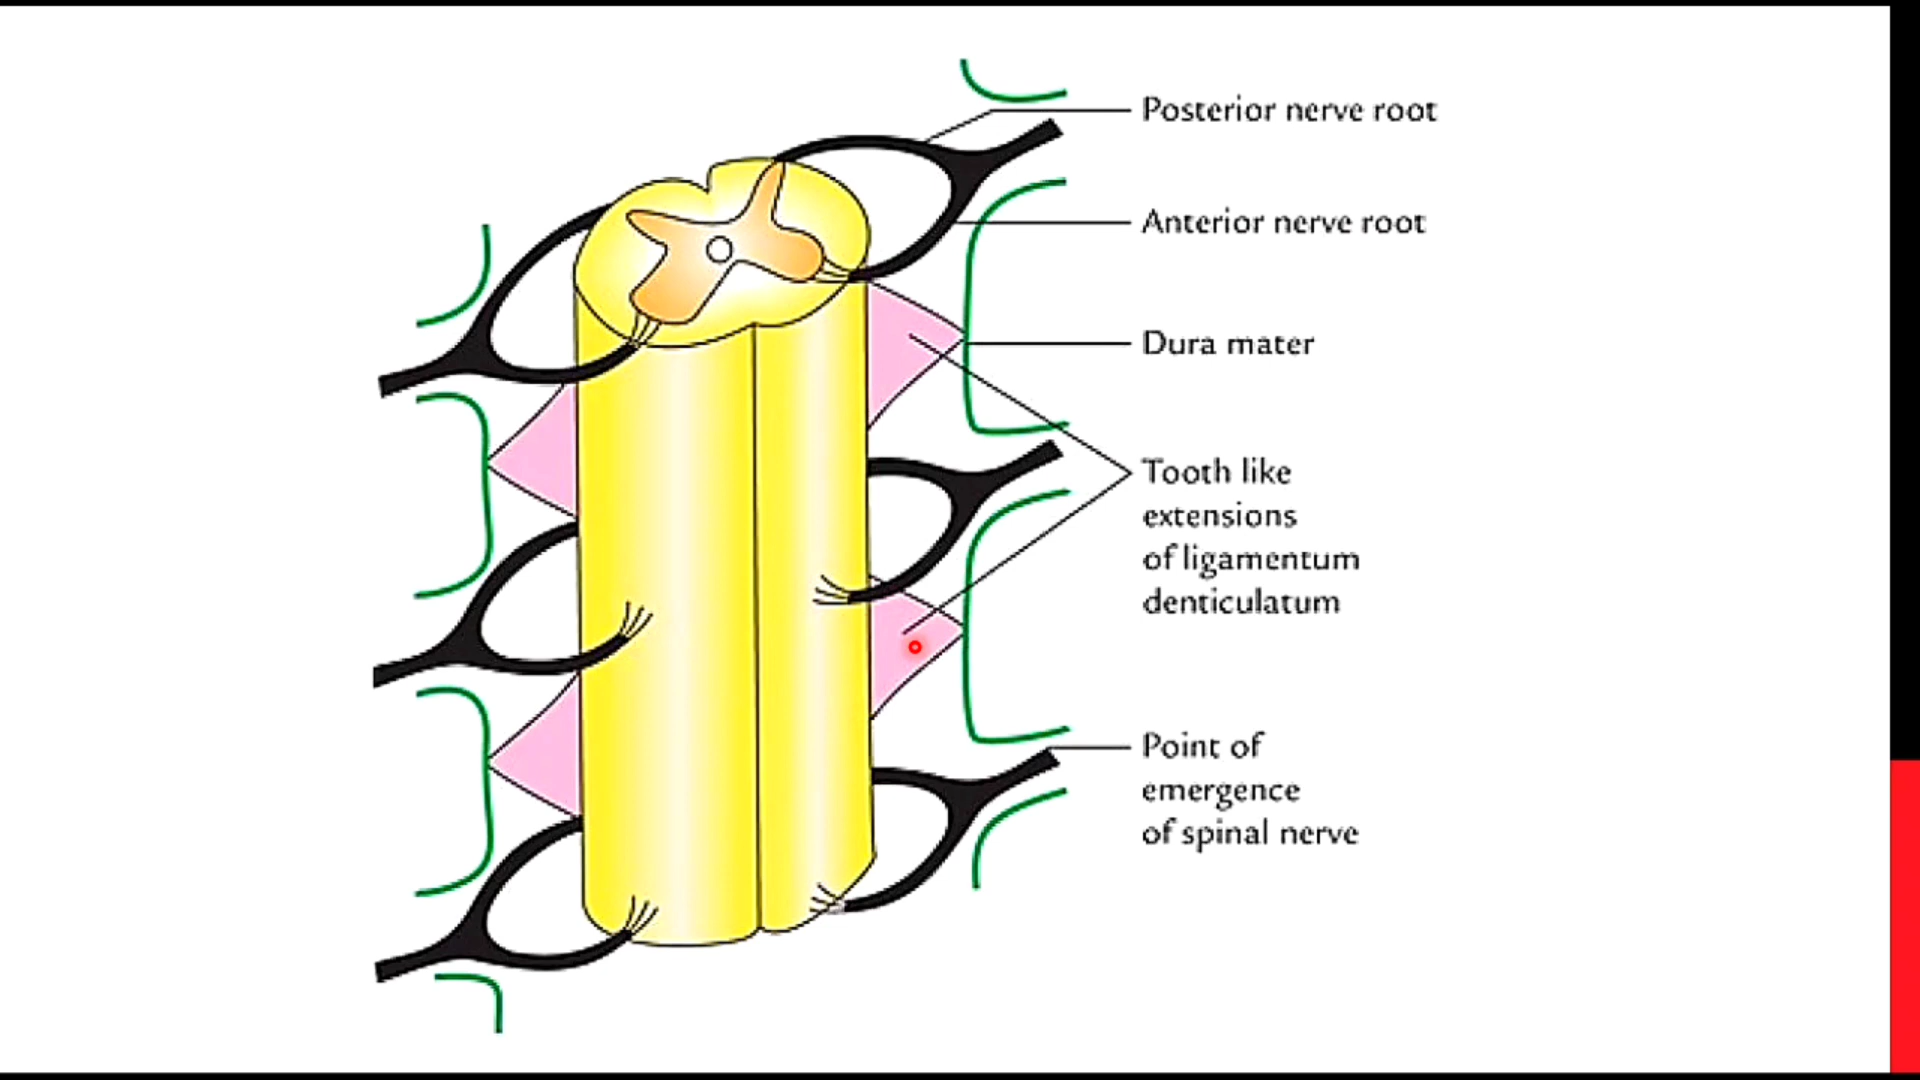 Posterior nerve root
Anterior nerve root
Dura mater
Tooth like
extensions
of ligamentum
denticulatum
Point of
emergence
of spinal nerve